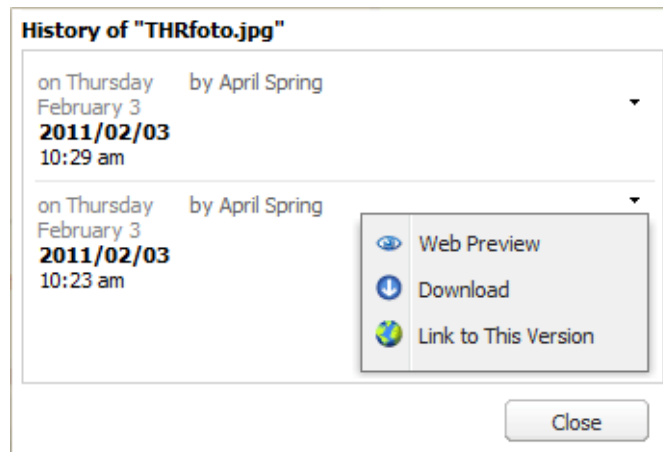 History of "THRfoto.jpg"
on Thursday by April Spring
February 3
2011/02/03
10:29 am
on Thursday by April Spring
February 3
2011/02/03
10:23 am
Web Preview
Download
Link to This Version
Close